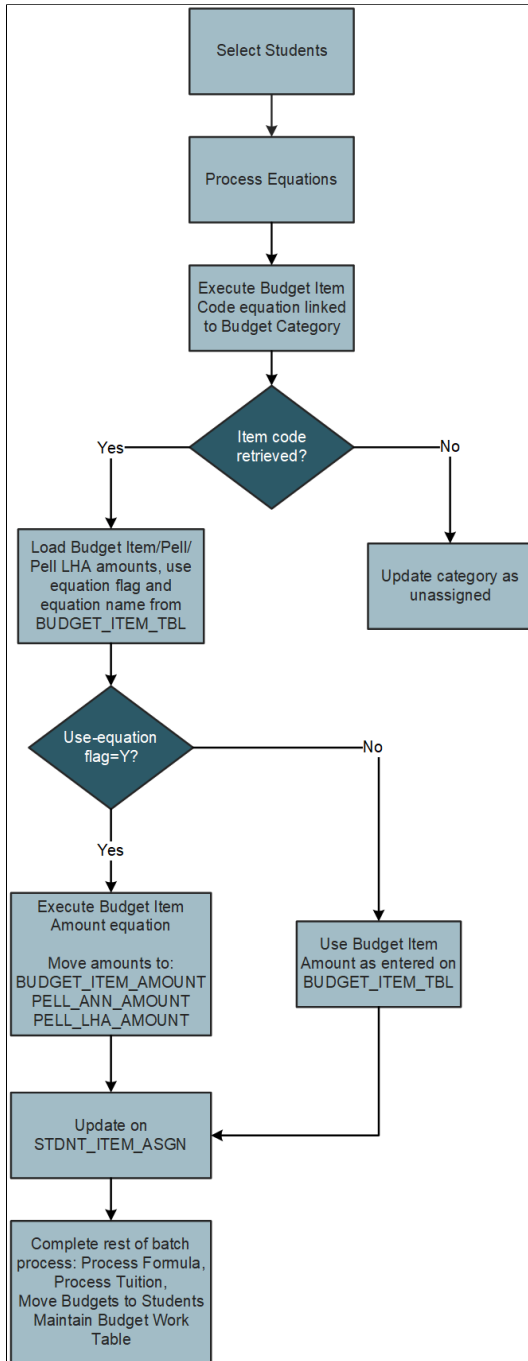 Select Students
Process Equations
Execute Budget Item
Code equation linked
to Budget Category
Item code
retrieved?
Yes
No
Load Budget Item/Pell/
Pell LHA amounts, use
equation flag and
equation name from
BUDGET_ITEM_TBL
Update category as
unassigned
Use-equation
flag=Y?
No
Yes
Execute Budget Item
Amount equation
Move amounts to:
BUDGET_ITEM_AMOUNT
PELL_ANN_AMOUNT
PELL_LHA_AMOUNT
Use Budget Item
Amount as entered on
BUDGET_ITEM_TBL
Update on
STDNT_ITEM_ASGN
Complete rest of batch
process: Process Formula,
Process Tuition,
Move Budgets to Students
Maintain Budget Work
Table